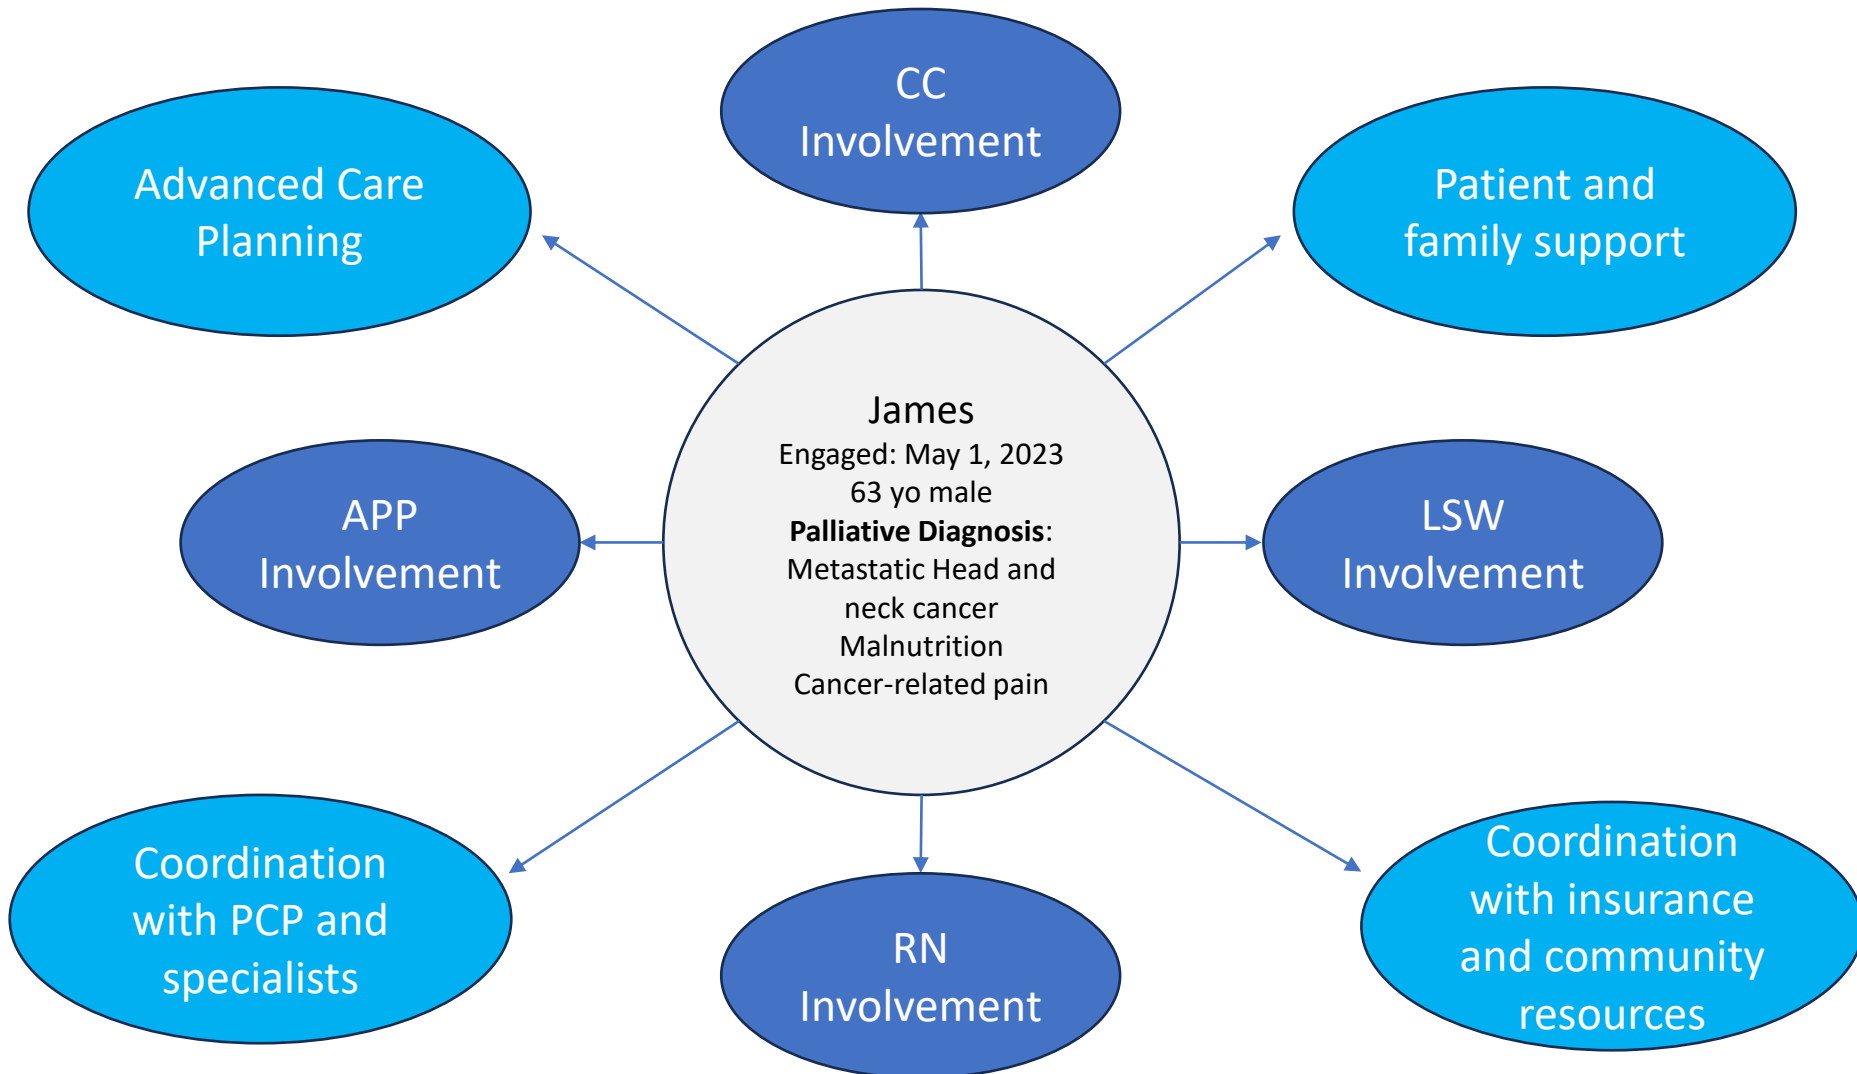 CC
Involvement
Advanced Care
Planning
Patient and
family support
James
Engaged: May 1, 2023
63 yo male
Palliative Diagnosis:
Metastatic Head and
neck cancer
Malnutrition
Cancer-related pain
APP
Involvement
LSW
Involvement
Coordination
with PCP and
specialists
RN
Involvement
Coordination
with insurance
and community
resources